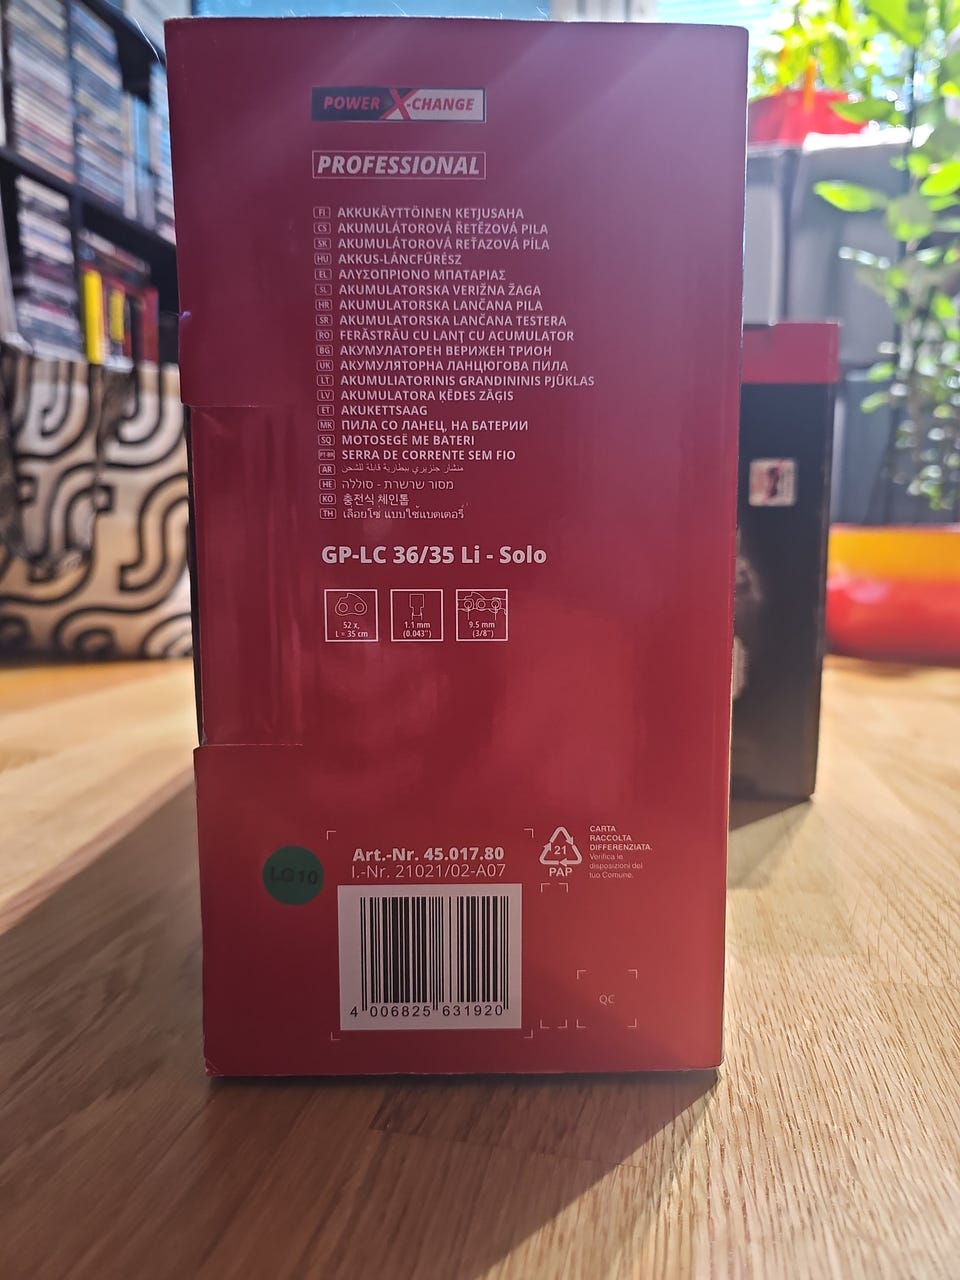 POWER X-CHANGE
PROFESSIONAL
FI AKKUKÄYTTÖINEN KETJUSAHA
CS AKUMULÁTOROVÁ ŘETĚZOVÁ PILA
SK AKUMULÁTOROVÁ REŤAZOVÁ PÍLA
HU AKKUS-LÁNCFŰRÉSZ
EL ΑΛΥΣΟΠΡΙΟΝΟ ΜΠΑΤΑΡΙΑΣ
SL AKUMULATORSKA VERIŽNA ŽAGA
HR AKUMULATORSKA LANČANA PILA
SR AKUMULATORSKA LANČANA TESTERA
RO FERĂSTRĂU CU LANȚ CU ACUMULATOR
BG АКУМУЛАТОРЕН ВЕРИЖЕН ТРИОН
UK АКУМУЛЯТОРНА ЛАНЦЮГОВА ПИЛА
LT AKUMULIATORINIS GRANDININIS PJŪKLAS
LV AKUMULATORA ĶĒDES ZĀĢIS
ET AKUKETTSAAG
MK ПИЛА СО ЛАНЕЦ, НА БАТЕРИИ
SQ MOTOSEGË ME BATERI
PT-BR SERRA DE CORRENTE SEM FIO
AR منشار جنزيري ببطارية قابلة للشحن
HE מסור שרשרת - סוללה
KO 충전식 체인톱
TH เลื่อยโซ่ แบบใช้แบตเตอรี่
GP-LC 36/35 Li - Solo
52 x, L = 35 cm
1.1 mm (0.043")
9.5 mm (3/8")
Art.-Nr. 45.017.80
I.-Nr. 21021/02-A07
LG10
4 006825 631920
21
PAP
CARTA
RACCOLTA
DIFFERENZIATA.
Verifica le
disposizioni del
tuo Comune.
QC